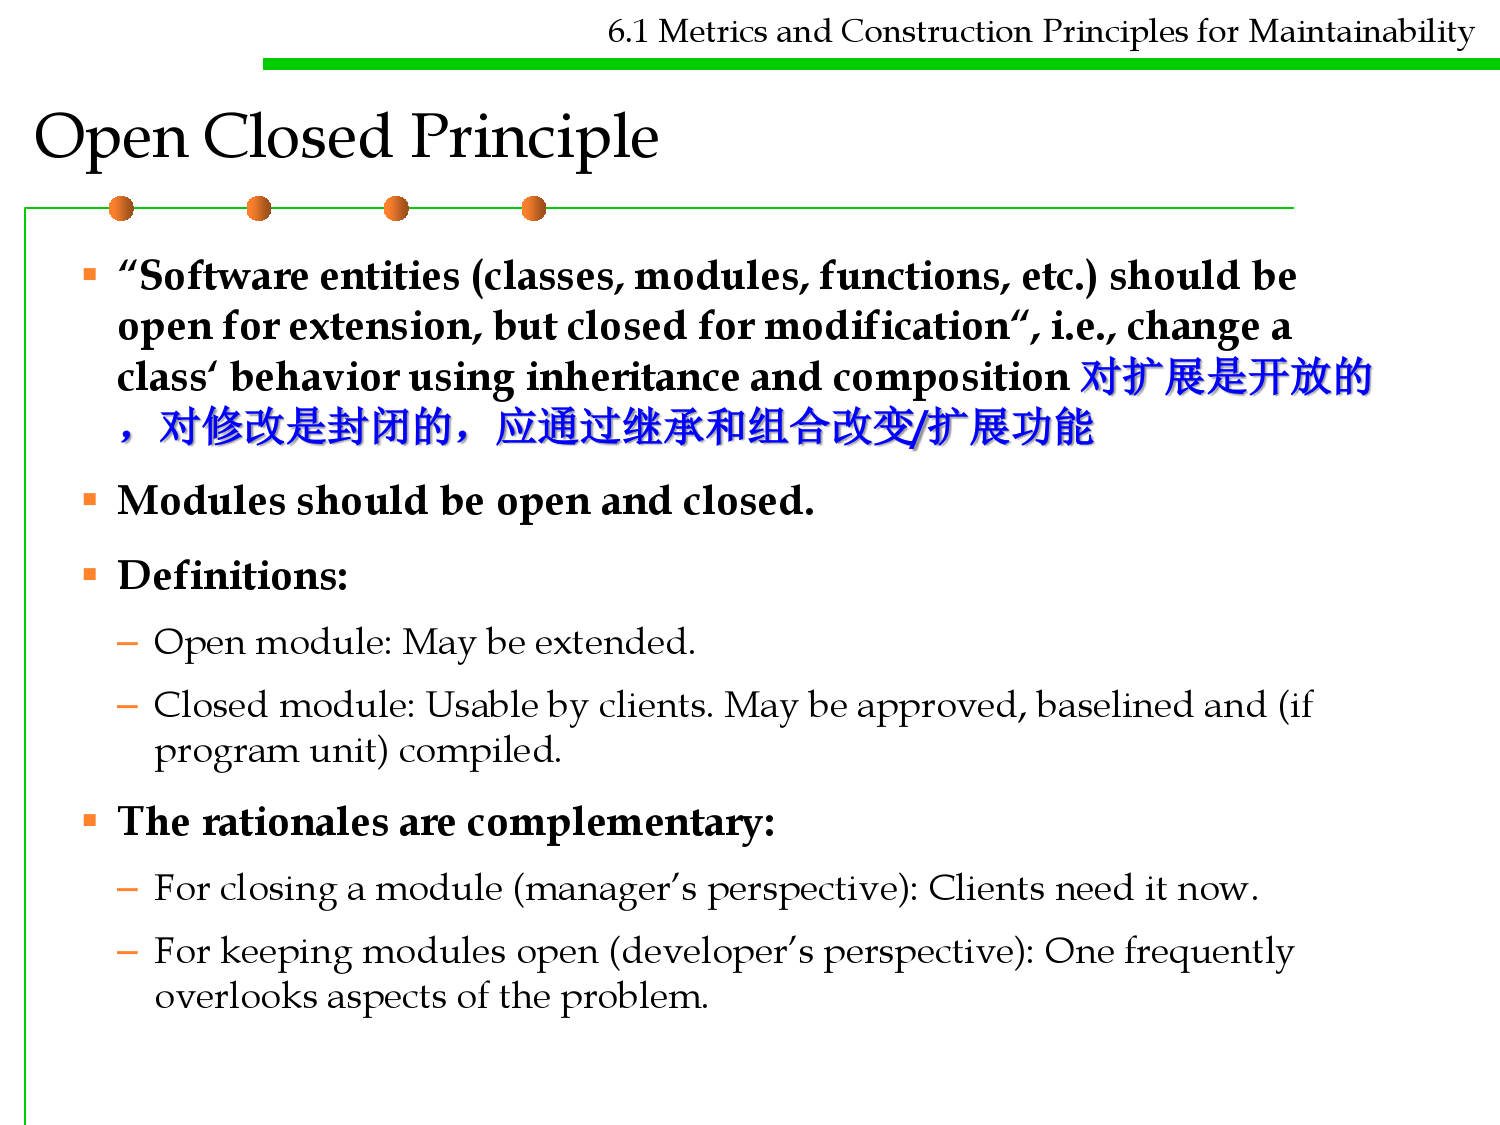 6.1 Metrics and Construction Principles for Maintainability
Open Closed Principle
“Software entities (classes, modules, functions, etc.) should be
open for extension, but closed for modification“, i.e., change a
class‘ behavior using inheritance and composition 对扩展是开放的
，对修改是封闭的，应通过继承和组合改变/扩展功能
Modules should be open and closed.
Definitions:
– Open module: May be extended.
– Closed module: Usable by clients. May be approved, baselined and (if
program unit) compiled.
The rationales are complementary:
– For closing a module (manager’s perspective): Clients need it now.
– For keeping modules open (developer’s perspective): One frequently
overlooks aspects of the problem.